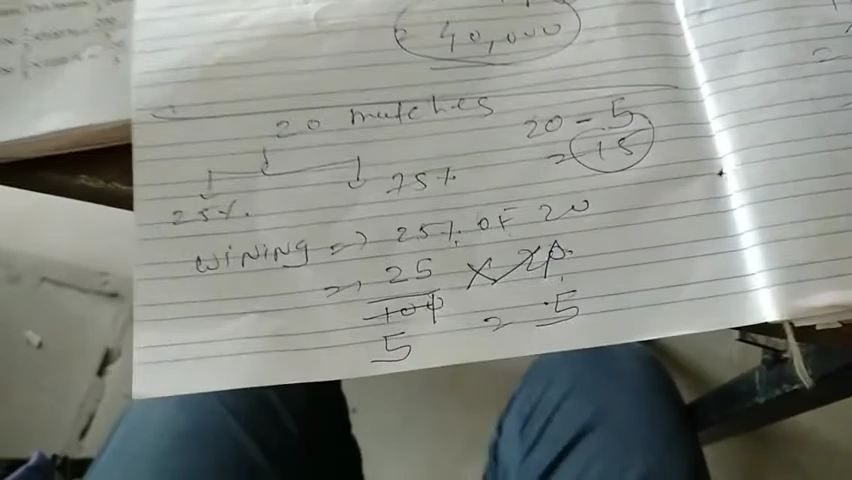 40,000
20 matches
20 - 5
= 15
25%. 75%
wining => 25%. OF 20
=> 25 × 20
100
5 = 5